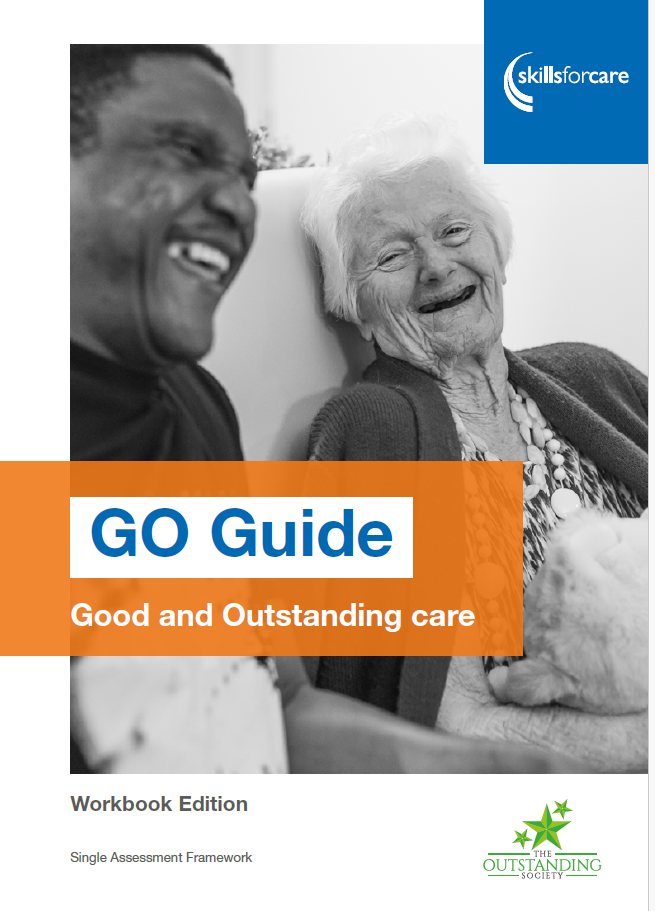 skillsforcare
GO Guide
Good and Outstanding care
Workbook Edition
Single Assessment Framework
THE
OUTSTANDING
SOCIETY